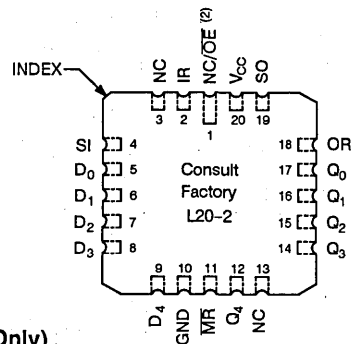 INDEX
NC
IR
NC/OE (2)
VCC
SO
3
2
1
20
19
SI 4
18 OR
D0 5
17 Q0
D1 6
16 Q1
D2 7
15 Q2
D3 8
14 Q3
Consult
Factory
L20-2
9 10 11 12 13
D4
GND
MR
Q4
NC
Only)